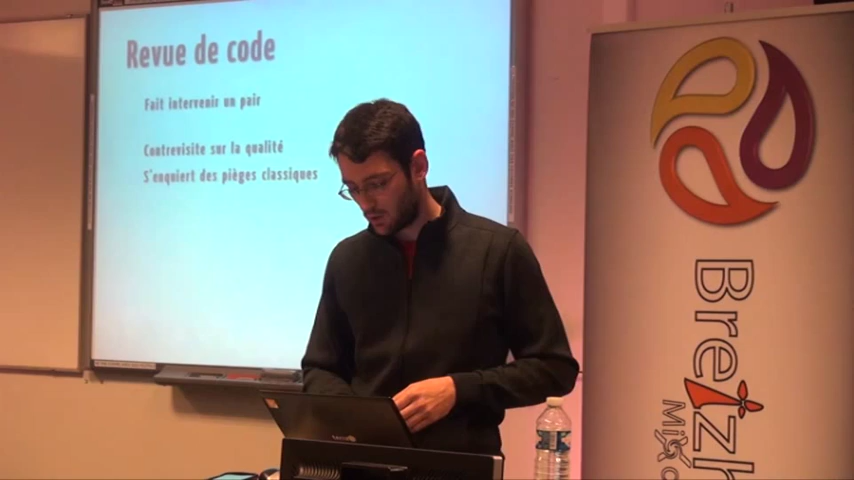 Revue de code
Fait intervenir un pair
Contrevisite sur la qualité
S'enquiert des pièges classiques
Breizh